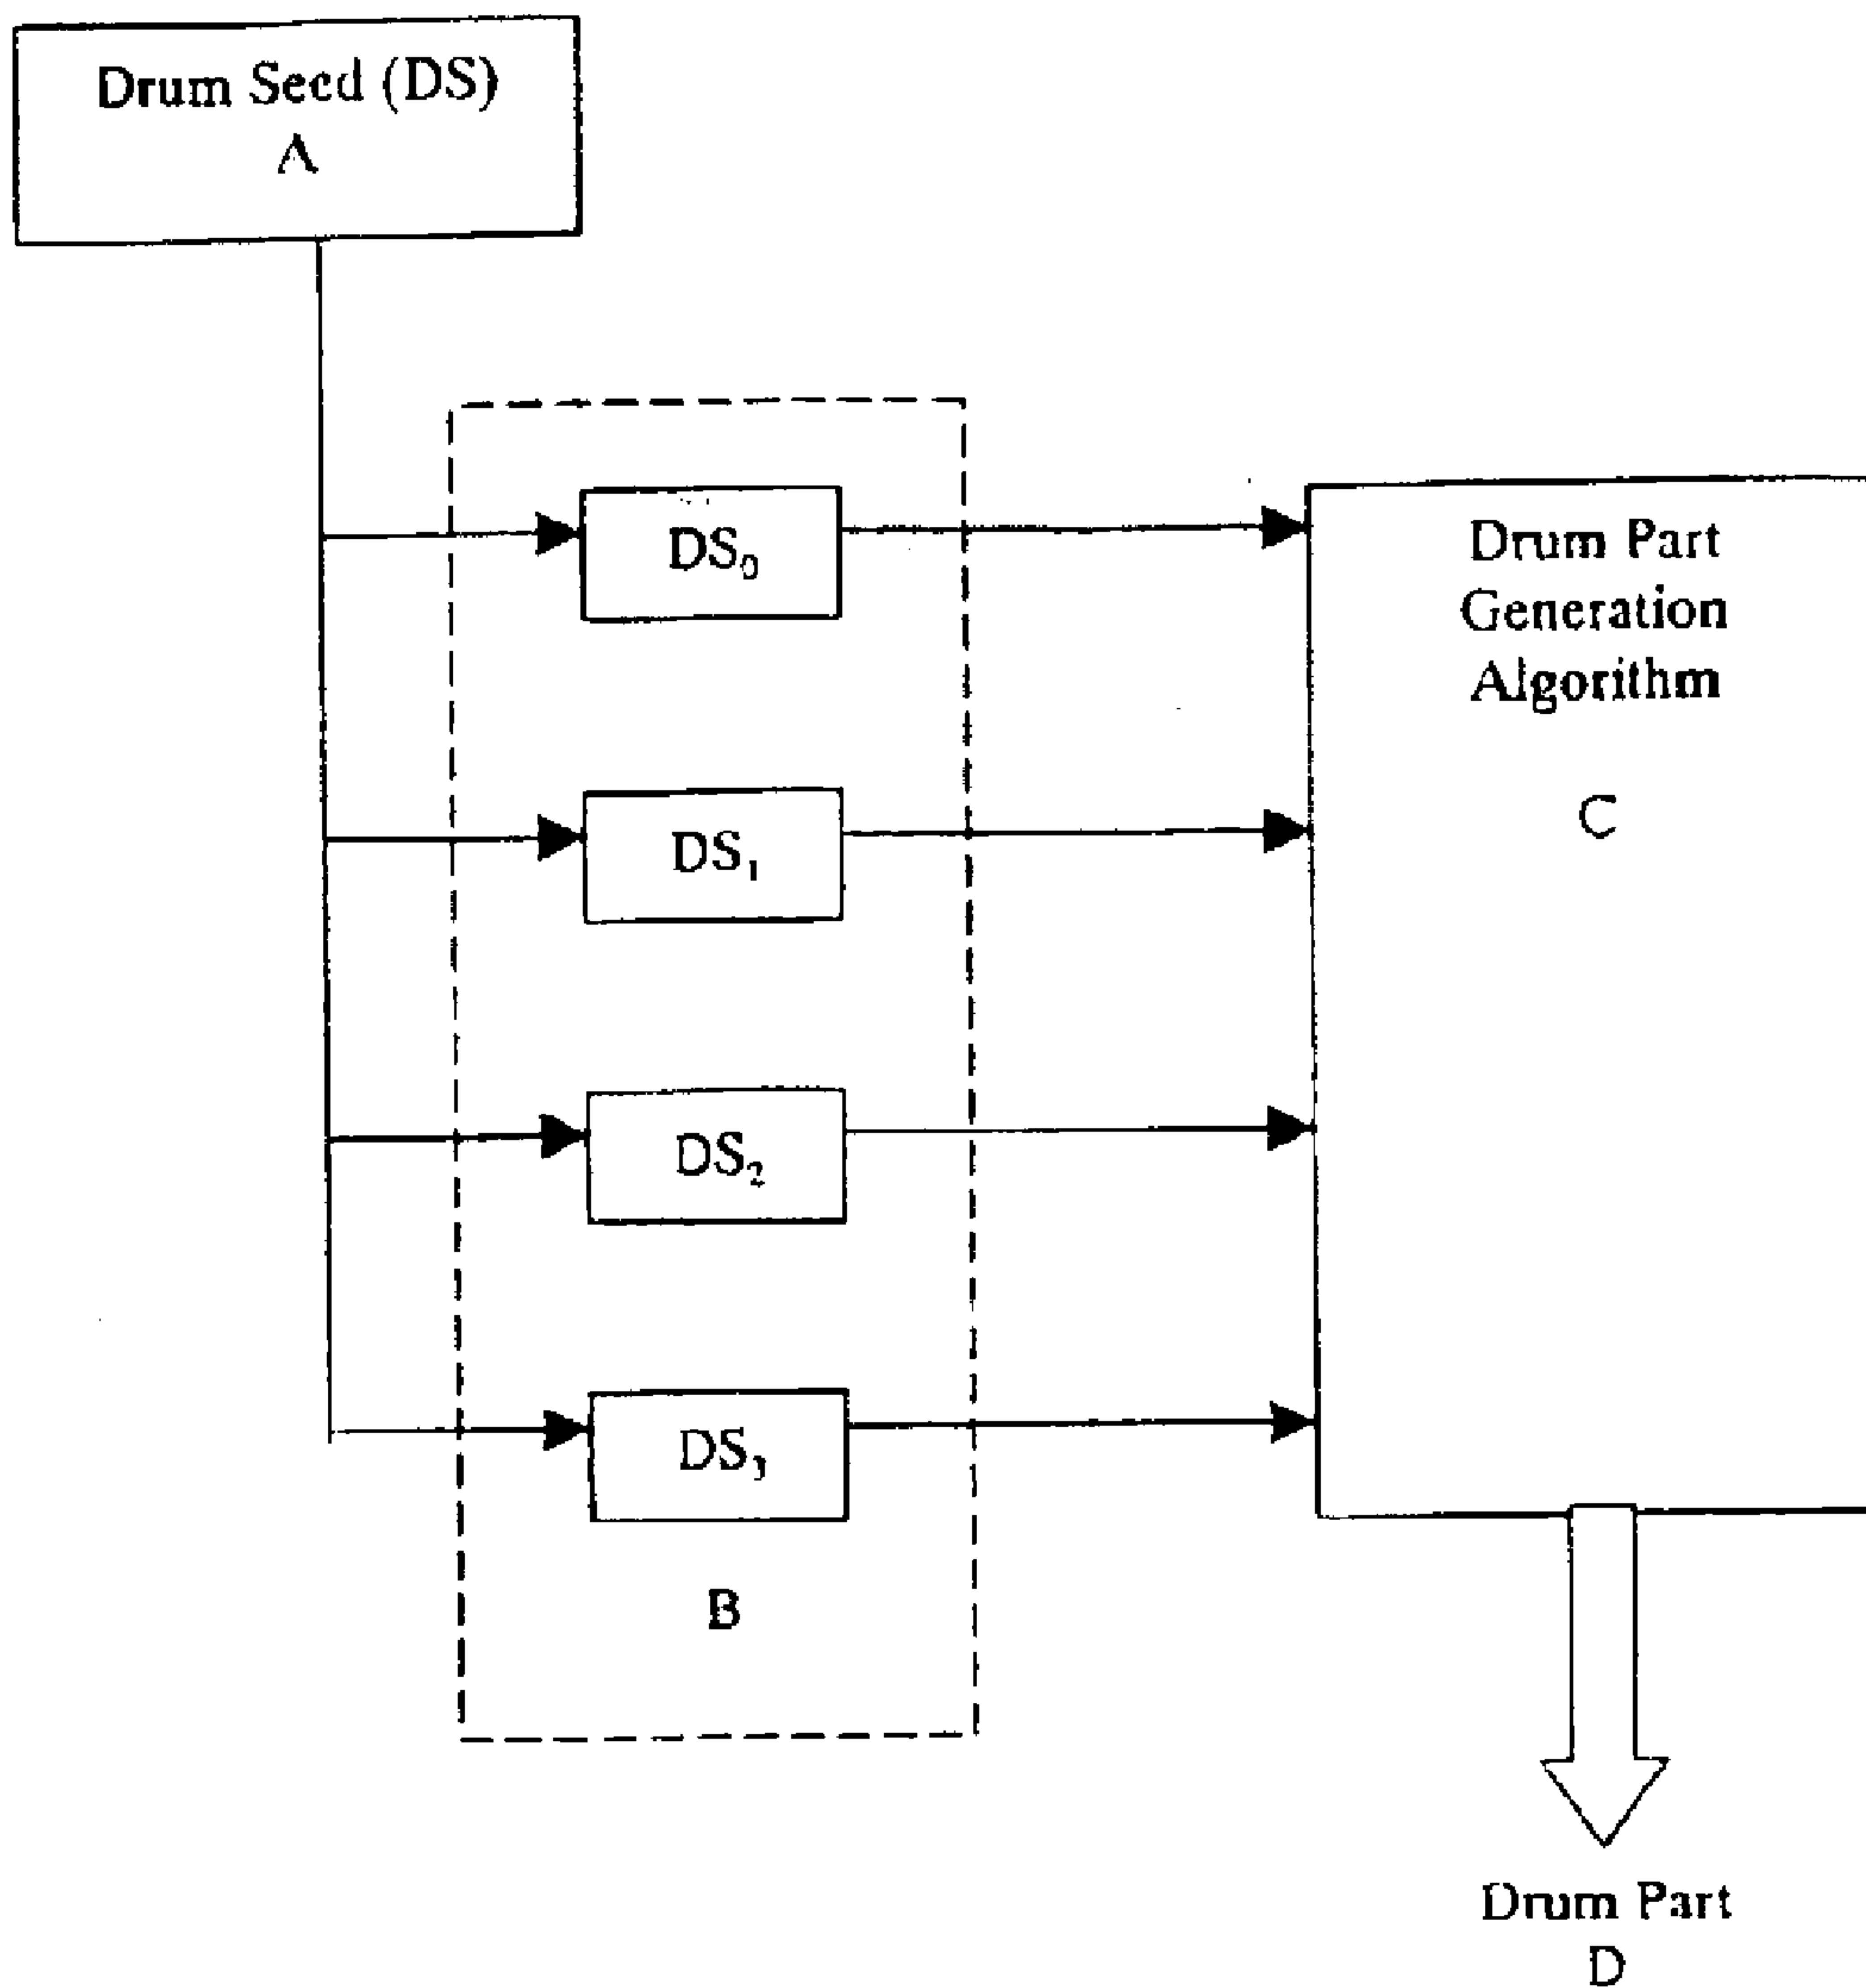 Drum Seed (DS)
A
DS₀
DS₁
DS₂
DS₃
B
Drum Part
Generation
Algorithm
C
Drum Part
D